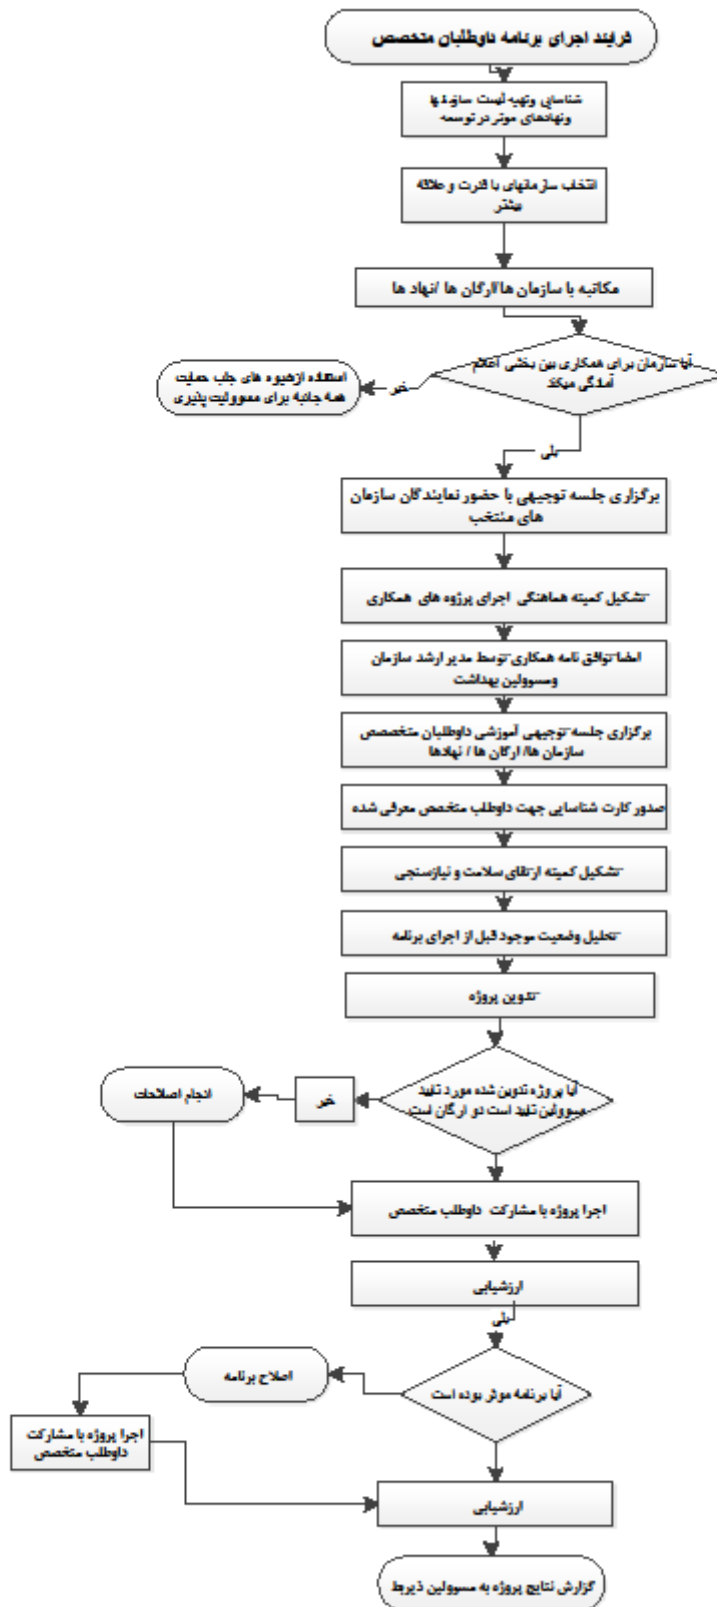 فرایند اجرای برنامه داوطلبان متخصص
شناسایی وتهیه لیست سازمانها
ونهادهای موثر در توسعه
انتخاب سازمانهای با قدرت و علاقه
بیشتر
مکاتبه با سازمان ها/ارگان ها /نهاد ها
آیا سازمان برای همکاری بین بخشی اعلام
آمادگی میکند
خیر
استفاده ازشیوه های جلب حمایت
همه جانبه برای مسوولیت پذیری
بلی
برگزاری جلسه توجیهی با حضور نمایندگان سازمان
های منتخب
تشکیل کمیته هماهنگی اجرای پرژوه های همکاری
امضا توافق نامه همکاری توسط مدیر ارشد سازمان
ومسوولین بهداشت
برگزاری جلسه توجیهی آموزشی داوطلبان متخصصص
سازمان ها/ ارگان ها / نهادها
صدور کارت شناسایی جهت داوطلب متخصص معرفی شده
تشکیل کمیته ارتقای سلامت و نیازسنجی
تحلیل وضعیت موجود قبل از اجرای برنامه
تدوین پروژه
آیا پروژه تدوین شده مورد تایید
مسوولین تایید است دو ارگان است
خیر
انجام اصلاحات
اجرا پروژه با مشارکت داوطلب متخصص
ارزشیابی
بلی
آیا برنامه موثر بوده است
اصلاح برنامه
اجرا پروژه با مشارکت
داوطلب متخصص
ارزشیابی
گزارش نتایج پروژه به مسوولین ذیربط